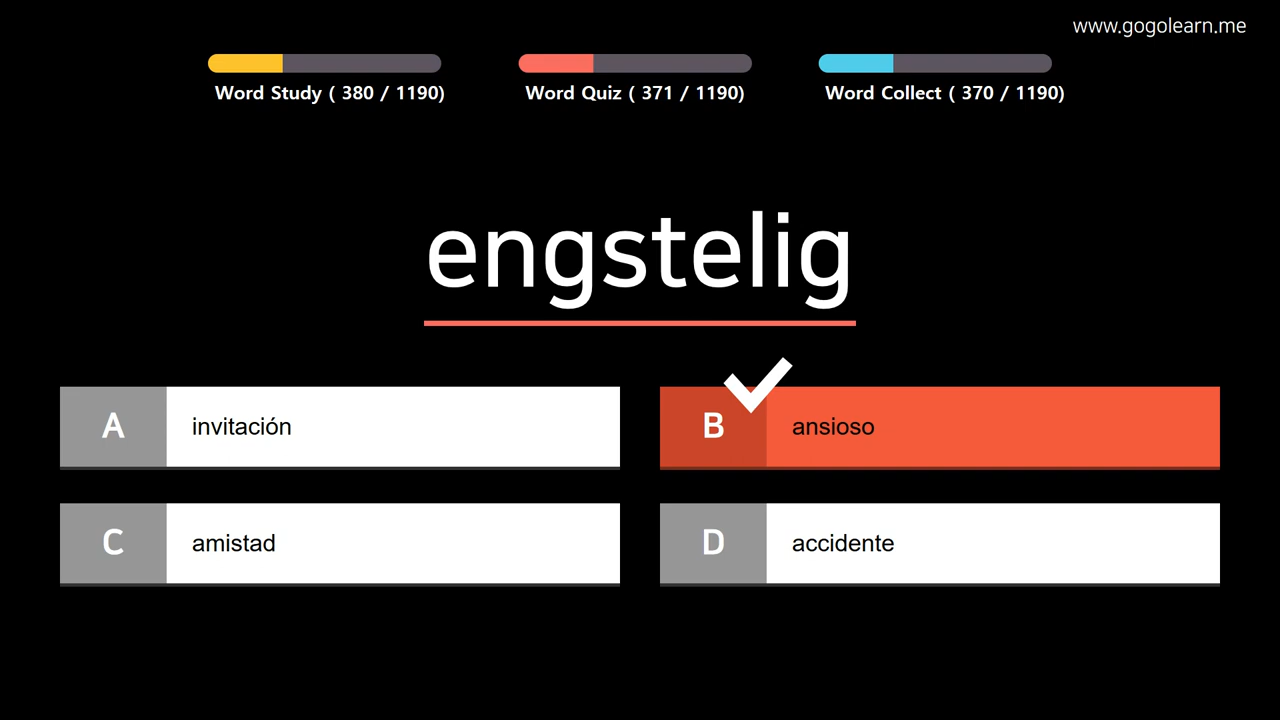 www.gogolearn.me
Word Study ( 380 / 1190)
Word Quiz ( 371 / 1190)
Word Collect ( 370 / 1190)
engstelig
A invitación
B ansioso
C amistad
D accidente